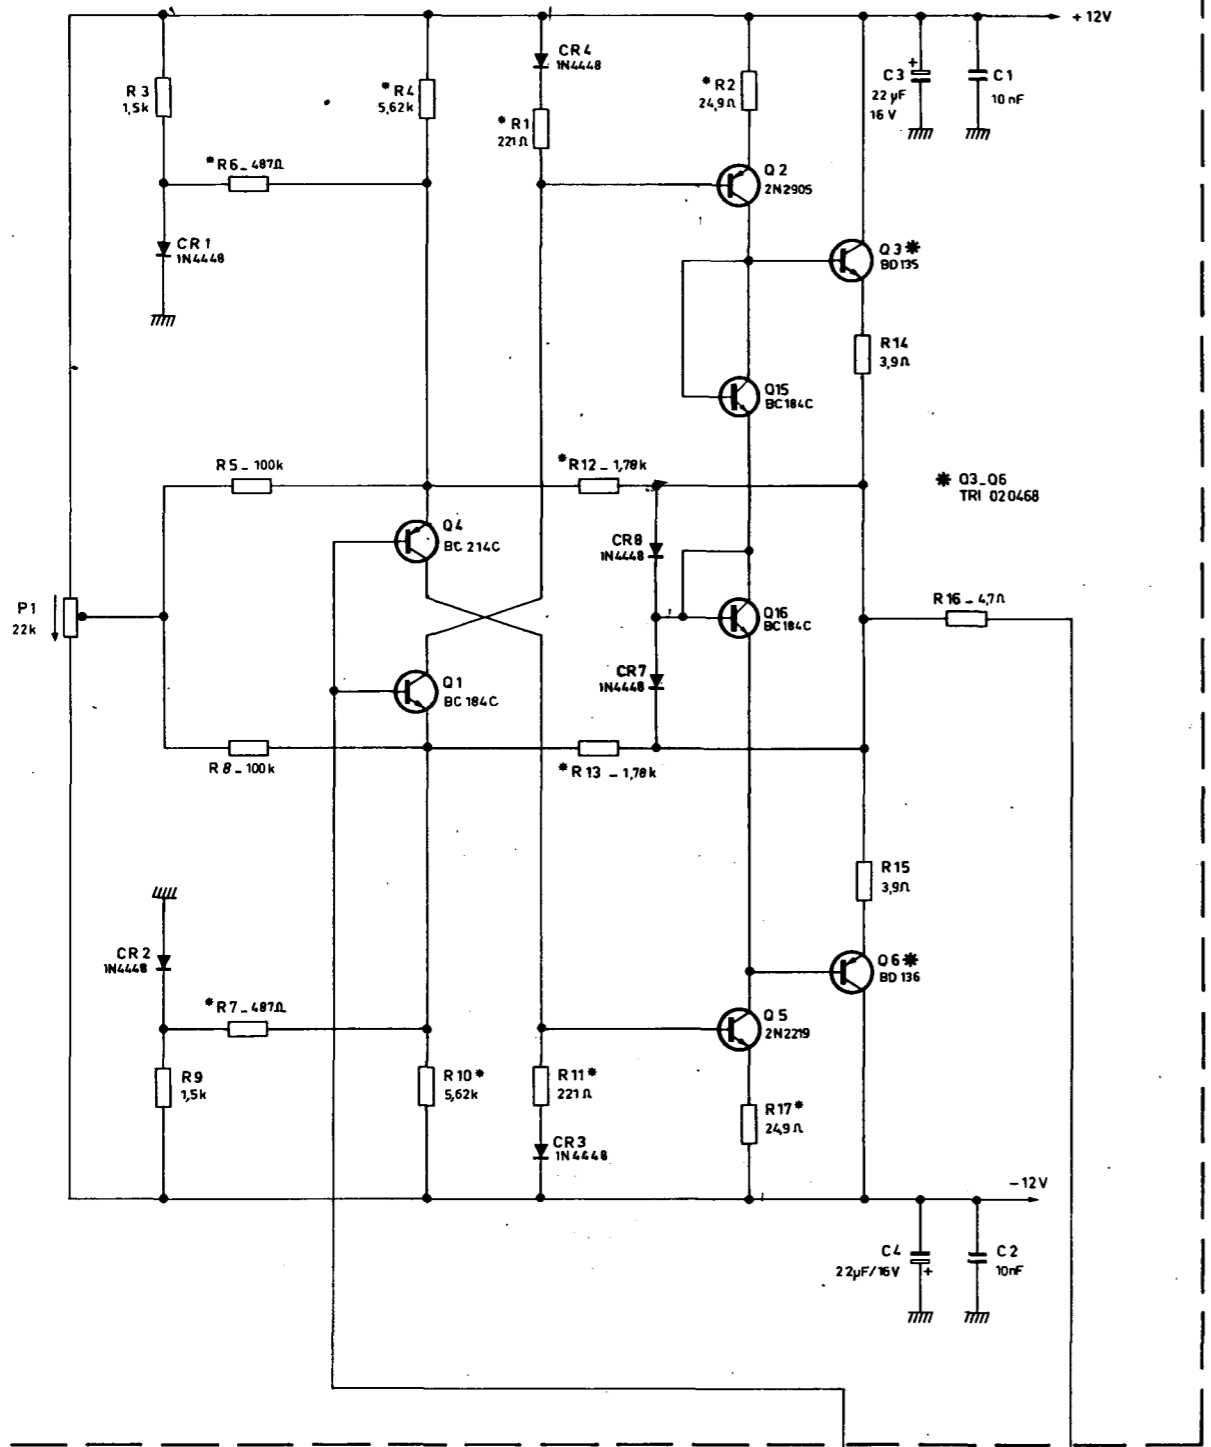 + 12V
CR4
1N4448
R3
1,5k
*R4
5,62k
*R1
221Ω
*R2
24,9Ω
C3
+
22µF
16V
C1
10nF
*R6_487Ω
Q2
2N2905
CR1
1N4448
Q3*
BD135
R14
3,9Ω
Q15
BC184C
R5_100k
*R12_1,78k
* Q3_Q6
TRI 020468
Q4
BC214C
CR8
1N4448
P1
22k
Q16
BC184C
R16_4,7Ω
Q1
BC184C
CR7
1N4448
R8_100k
*R13_1,78k
R15
3,9Ω
CR2
1N4448
Q6*
BD136
*R7_487Ω
Q5
2N2219
R9
1,5k
R10*
5,62k
R11*
221Ω
R17*
24,9Ω
CR3
1N4448
-12V
C4
22µF/16V
+
C2
10nF